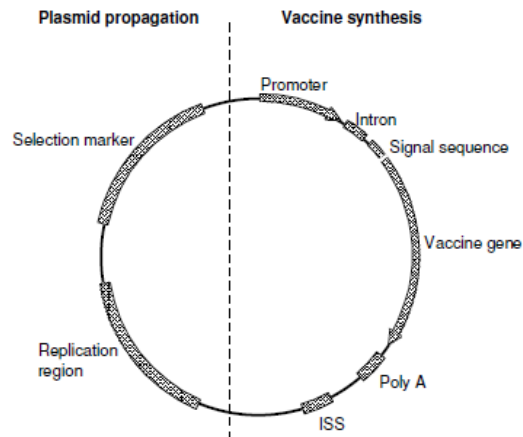 Plasmid propagation
Vaccine synthesis
Promoter
Intron
Signal sequence
Selection marker
Vaccine gene
Replication
region
Poly A
ISS